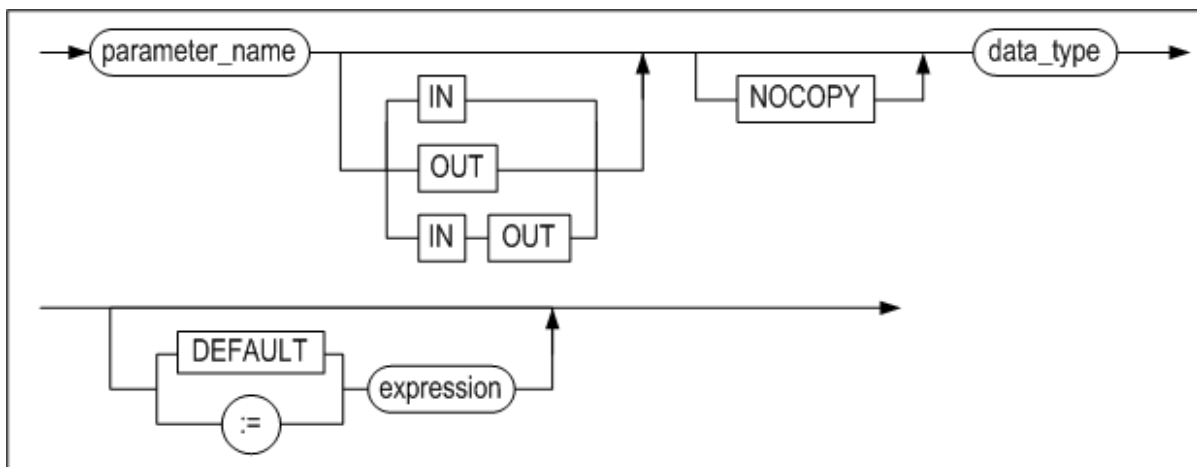 parameter_name data_type
IN NOCOPY
OUT
IN OUT
DEFAULT
expression
:=